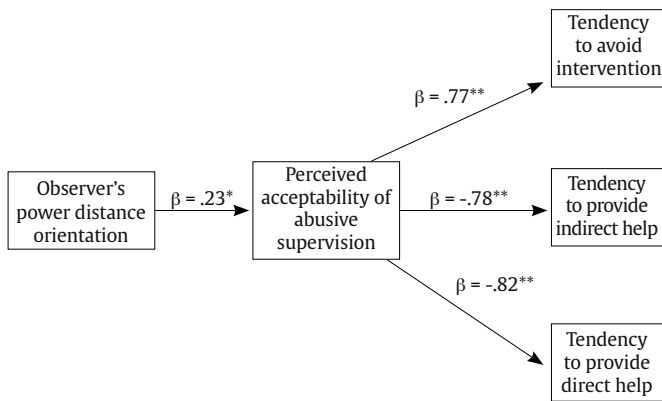 Tendency
to avoid
intervention
β = .77**
Observer's
power distance
orientation
β = .23*
Perceived
acceptability of
abusive
supervision
β = -.78**
Tendency
to provide
indirect help
β = -.82**
Tendency
to provide
direct help